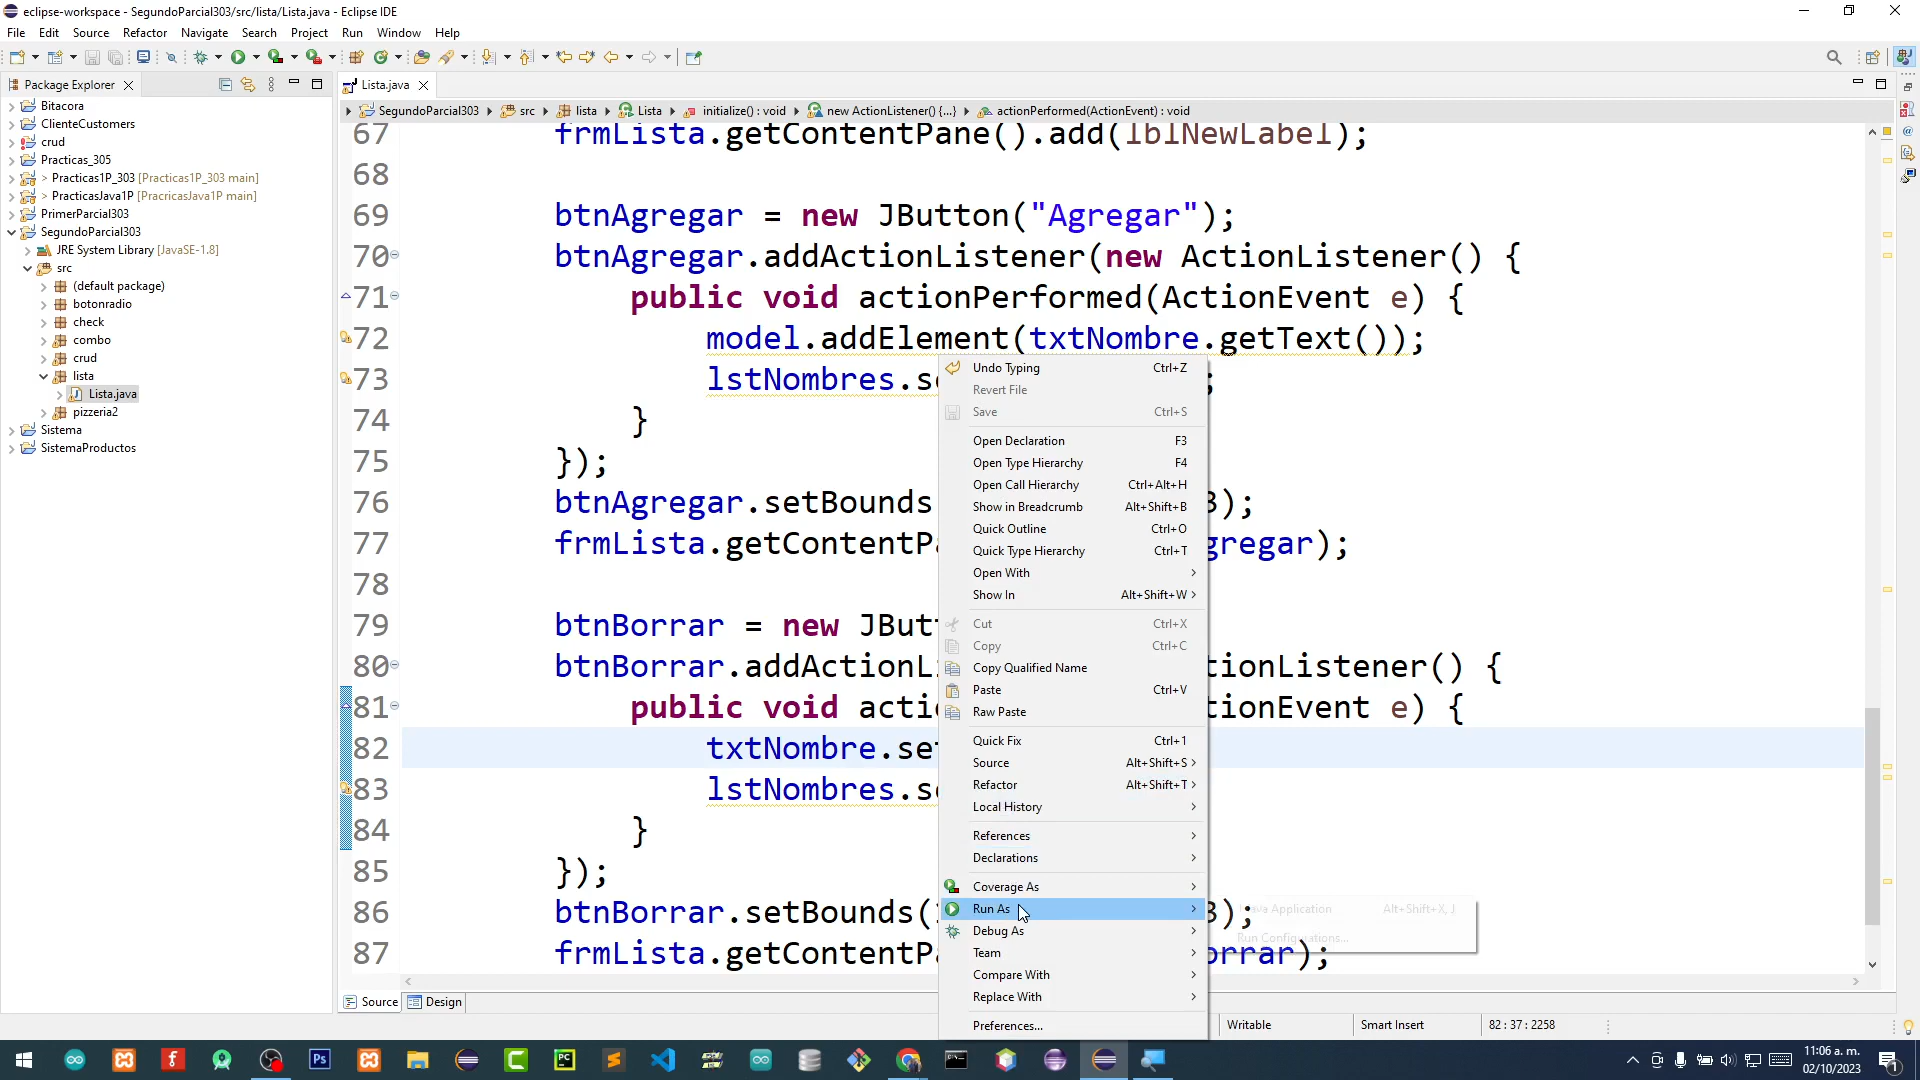 eclipse-workspace - SegundoParcial303/src/lista/Lista.java - Eclipse IDE
File Edit Source Refactor Navigate Search Project Run Window Help
Package Explorer
Lista.java
Bitacora
ClienteCustomers
crud
Practicas_305
> Practicas1P_303 [Practicas1P_303 main]
> PracticasJava1P [PracricasJava1P main]
PrimerParcial303
SegundoParcial303
JRE System Library [JavaSE-1.8]
src
(default package)
botonradio
check
combo
crud
lista
Lista.java
pizzeria2
Sistema
SistemaProductos
SegundoParcial303 src lista Lista initialize() : void new ActionListener() {...} actionPerformed(ActionEvent) : void
67 frmLista.getContentPane().add(lblNewLabel);
68
69 btnAgregar = new JButton("Agregar");
70 btnAgregar.addActionListener(new ActionListener() {
71 public void actionPerformed(ActionEvent e) {
72 model.addElement(txtNombre.getText());
73 lstNombres.s ;
74 }
75 });
76 btnAgregar.setBounds );
77 frmLista.getContentP gregar);
78
79 btnBorrar = new JBut
80 btnBorrar.addActionL tionListener() {
81 public void acti tionEvent e) {
82 txtNombre.se
83 lstNombres.s
84 }
85 });
86 btnBorrar.setBounds( );
87 frmLista.getContentP orrar);
Undo Typing Ctrl+Z
Revert File
Save Ctrl+S
Open Declaration F3
Open Type Hierarchy F4
Open Call Hierarchy Ctrl+Alt+H
Show in Breadcrumb Alt+Shift+B
Quick Outline Ctrl+O
Quick Type Hierarchy Ctrl+T
Open With
Show In Alt+Shift+W
Cut Ctrl+X
Copy Ctrl+C
Copy Qualified Name
Paste Ctrl+V
Raw Paste
Quick Fix Ctrl+1
Source Alt+Shift+S
Refactor Alt+Shift+T
Local History
References
Declarations
Coverage As
Run As
Debug As
Team
Compare With
Replace With
Preferences...
Application Alt+Shift+X, J
Run Configurations...
Source Design
Writable Smart Insert 82 : 37 : 2258
11:06 a. m.
02/10/2023